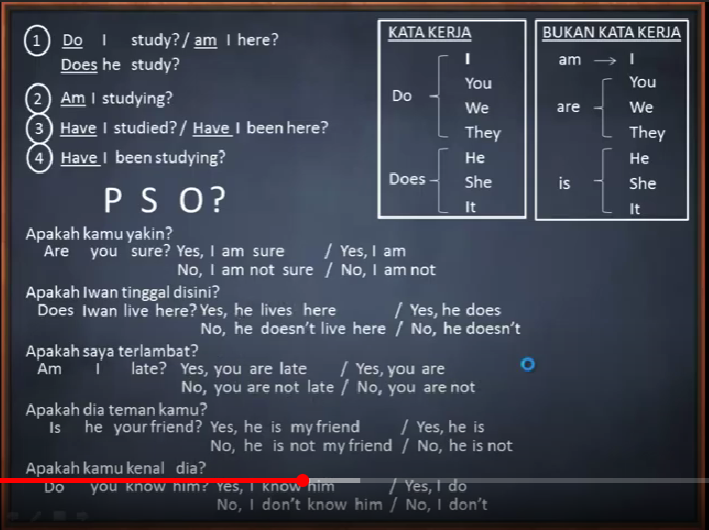 1 Do I study? / am I here?
Does he study?
2 Am I studying?
3 Have I studied? / Have I been here?
4 Have I been studying?
P S O?
KATA KERJA
Do
I
You
We
They
Does
He
She
It
BUKAN KATA KERJA
am → I
are
You
We
They
is
He
She
It
Apakah kamu yakin?
Are you sure? Yes, I am sure / Yes, I am
No, I am not sure / No, I am not
Apakah Iwan tinggal disini?
Does Iwan live here? Yes, he lives here / Yes, he does
No, he doesn't live here / No, he doesn't
Apakah saya terlambat?
Am I late? Yes, you are late / Yes, you are
No, you are not late / No, you are not
Apakah dia teman kamu?
Is he your friend? Yes, he is my friend / Yes, he is
No, he is not my friend / No, he is not
Apakah kamu kenal dia?
Do you know him? Yes, I know him / Yes, I do
No, I don't know him / No, I don't